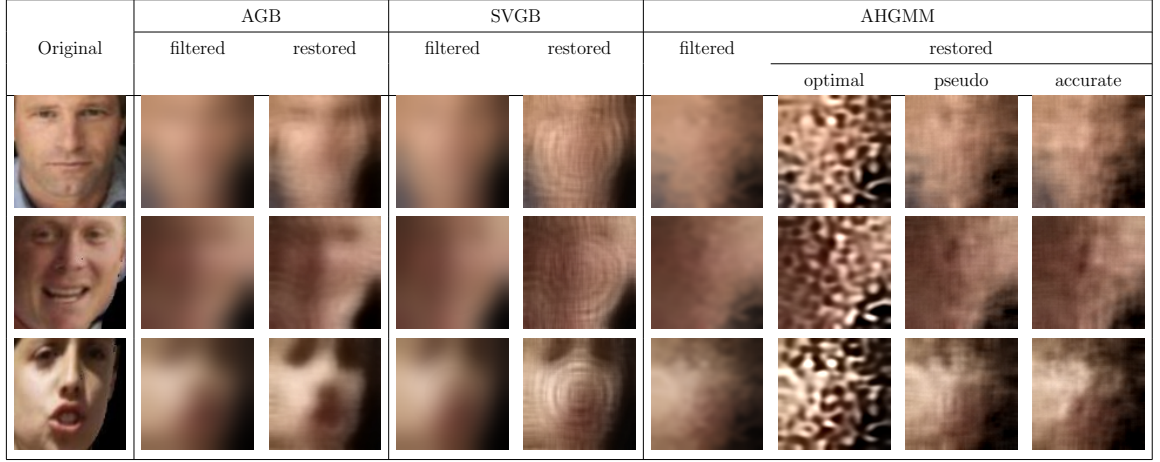 AGB SVGB AHGMM
Original filtered restored filtered restored filtered restored
optimal pseudo accurate